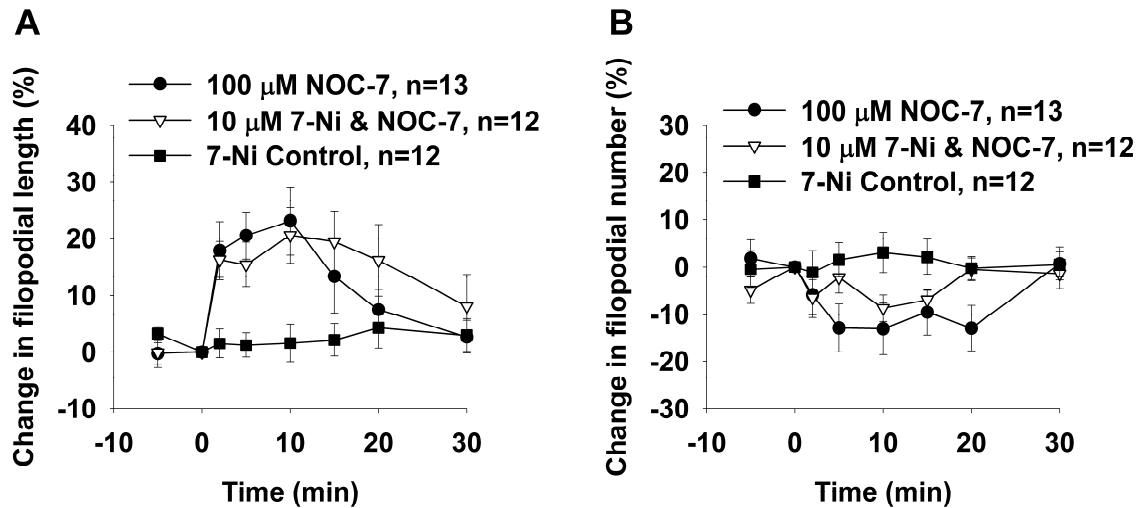 A
Change in filopodial length (%)
100 μM NOC-7, n=13
10 μM 7-Ni & NOC-7, n=12
7-Ni Control, n=12
40
30
20
10
0
-10
-10 0 10 20 30
Time (min)
B
Change in filopodial number (%)
100 μM NOC-7, n=13
10 μM 7-Ni & NOC-7, n=12
7-Ni Control, n=12
30
20
10
0
-10
-20
-30
-10 0 10 20 30
Time (min)